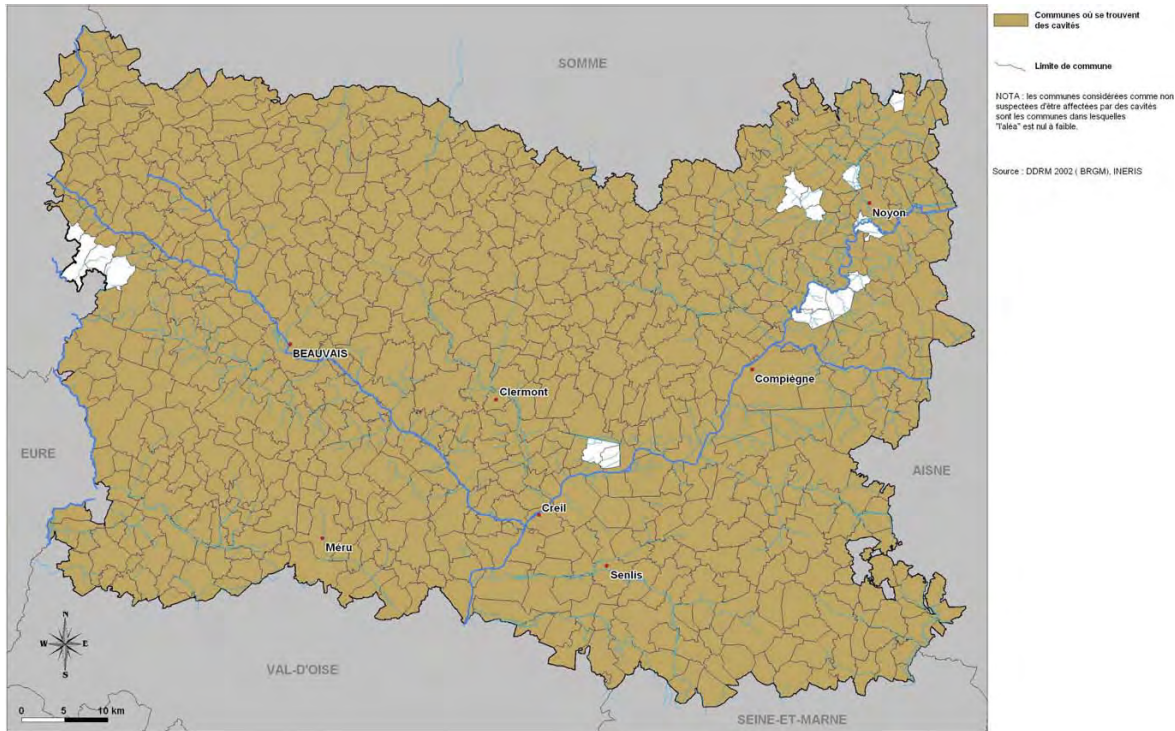 SOMME
Noyon
BEAUVAIS
Compiègne
Clermont
EURE
AISNE
Creil
Méru
Senlis
N
W E
S
VAL-D'OISE
0 5 10 km
SEINE-ET-MARNE
Communes où se trouvent
des cavités
Limite de commune
NOTA : les communes considérées comme non
suspectées d'être affectées par des cavités
sont les communes dans lesquelles
"l'aléa" est nul à faible.
Source : DDRM 2002 ( BRGM), INERIS